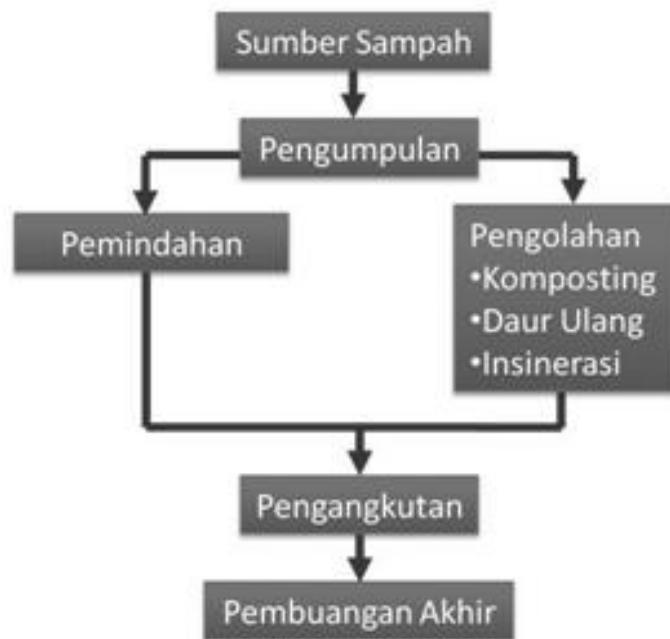 Sumber Sampah
Pengumpulan
Pemindahan
Pengolahan
•Komposting
•Daur Ulang
•Insinerasi
Pengangkutan
Pembuangan Akhir